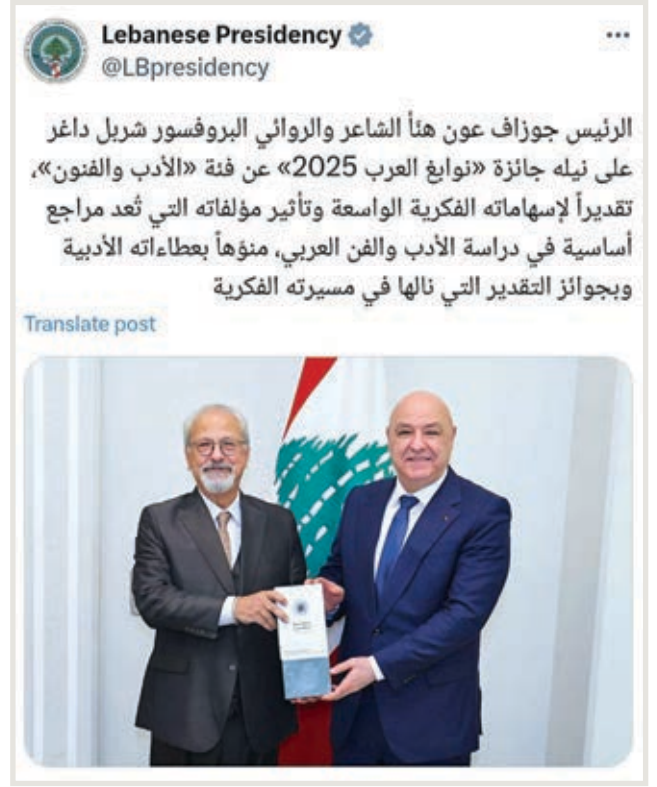 Lebanese Presidency
@LBpresidency
الرئيس جوزاف عون هنأ الشاعر والروائي البروفسور شربل داغر
على نيله جائزة «نوابغ العرب 2025» عن فئة «الأدب والفنون»،
تقديراً لإسهاماته الفكرية الواسعة وتأثير مؤلفاته التي تُعد مراجع
أساسية في دراسة الأدب والفن العربي، منوّهاً بعطاءاته الأدبية
وبجوائز التقدير التي نالها في مسيرته الفكرية
Translate post